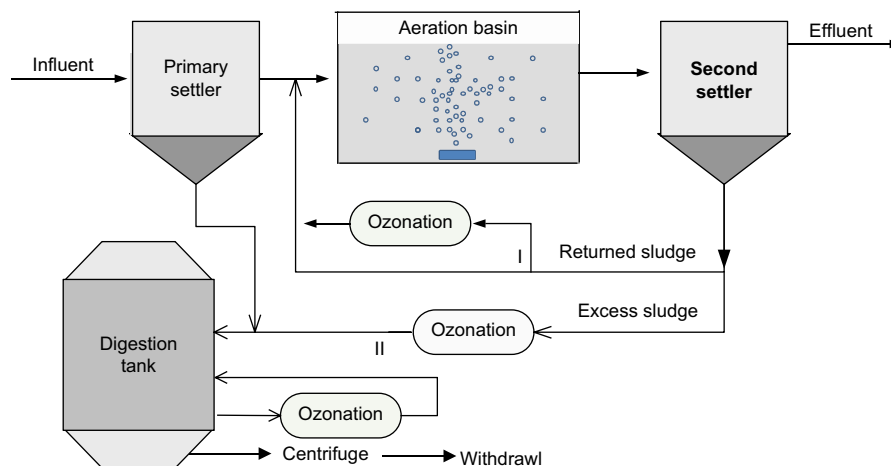 Aeration basin
Effluent
Influent
Primary
settler
Second
settler
Ozonation
I
Returned sludge
Excess sludge
Ozonation
II
Digestion
tank
Ozonation
Centrifuge
Withdrawl